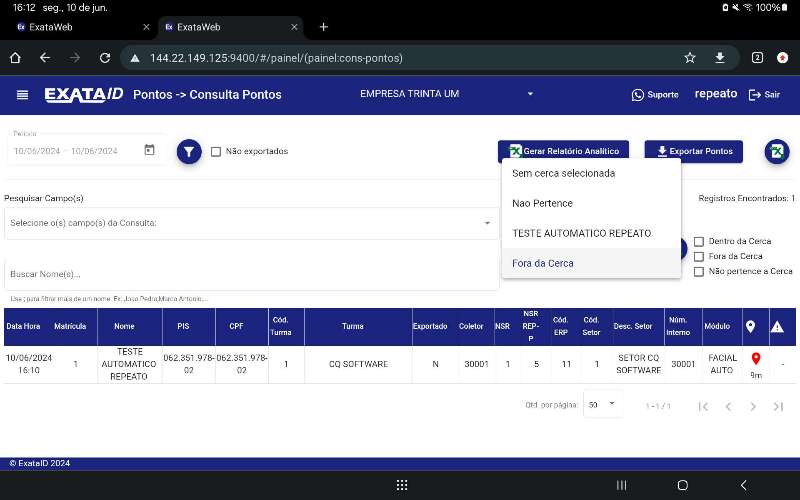 16:12 seg., 10 de jun. 100%
ExataWeb ExataWeb
144.22.149.125:9400/#/painel/(painel:cons-pontos) 2
EXATAID Pontos -> Consulta Pontos EMPRESA TRINTA UM Suporte repeato Sair
Período
10/06/2024 – 10/06/2024 Não exportados Gerar Relatório Analítico Exportar Pontos
Sem cerca selecionada
Nao Pertence
TESTE AUTOMATICO REPEATO
Fora da Cerca
Pesquisar Campo(s) Registros Encontrados: 1
Selecione o(s) campo(s) da Consulta:
Dentro da Cerca
Fora da Cerca
Não pertence a Cerca
Buscar Nome(s)...
Use ; para filtrar mais de um nome. Ex: Joao Pedro;Marco Antonio;...
Data Hora Matrícula Nome PIS CPF Cód. Turma Turma Exportado Coletor NSR NSR REP-P Cód. ERP Cód. Setor Desc. Setor Núm. Interno Módulo
10/06/2024 16:10 1 TESTE AUTOMATICO REPEATO 062.351.978-02 062.351.978-02 1 CQ SOFTWARE N 30001 1 5 11 1 SETOR CQ SOFTWARE 30001 FACIAL AUTO 9m -
Qtd. por página: 50 1 – 1 / 1
© ExataID 2024